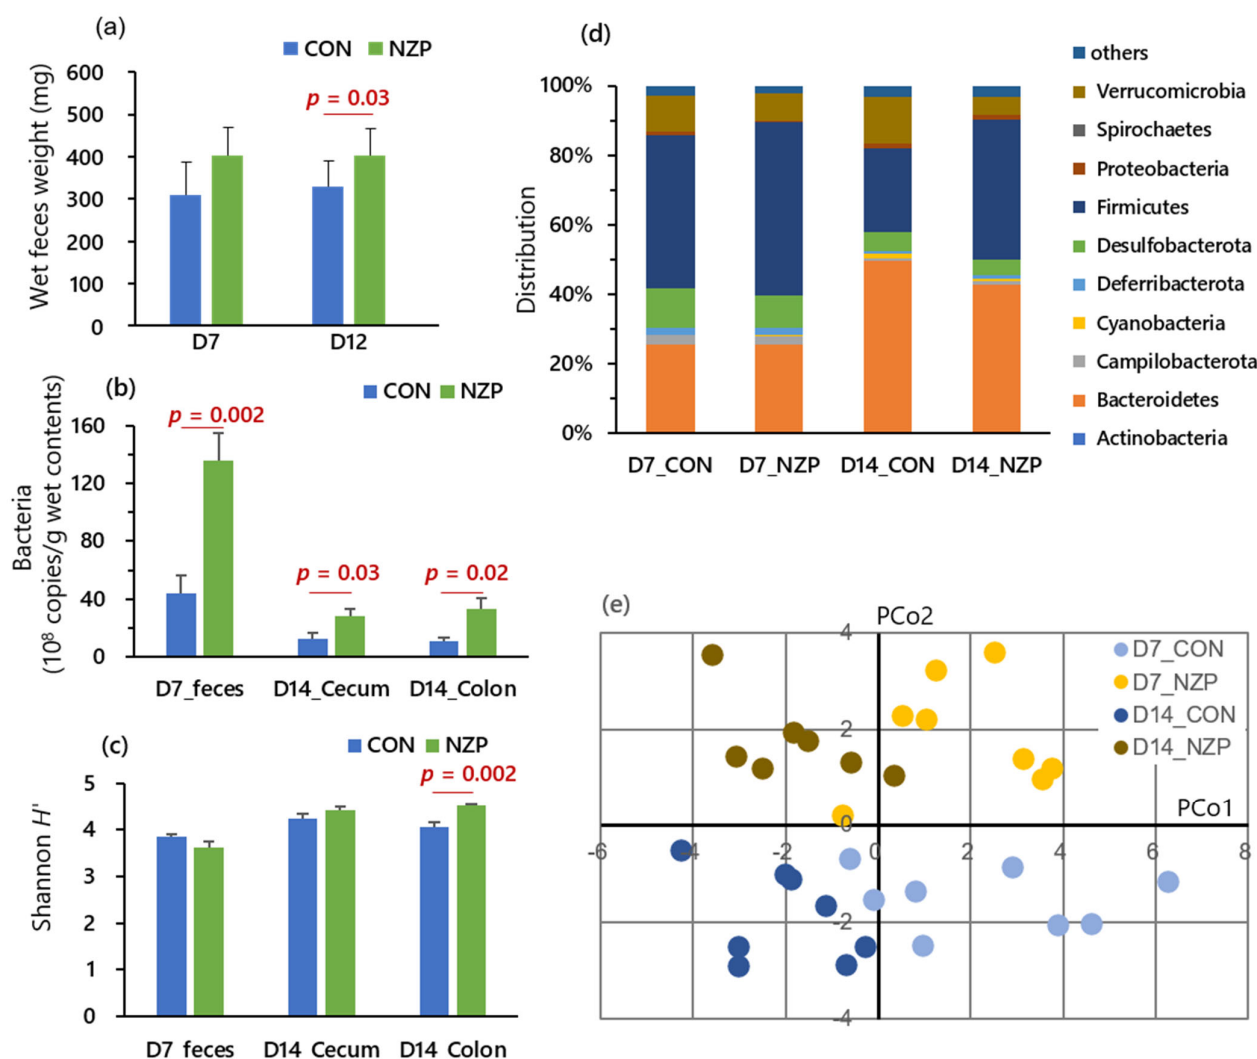 (a)
CON NZP
Wet feces weight (mg)
600
500
400
300
200
100
0
p = 0.03
D7 D12
(b)
CON NZP
Bacteria
(10⁸ copies/g wet contents)
160
120
80
40
0
p = 0.002
p = 0.03
p = 0.02
D7_feces D14_Cecum D14_Colon
(c)
CON NZP
Shannon H'
5
4
3
2
1
0
p = 0.002
D7_feces D14_Cecum D14_Colon
(d)
Distribution
100%
80%
60%
40%
20%
0%
D7_CON D7_NZP D14_CON D14_NZP
others
Verrucomicrobia
Spirochaetes
Proteobacteria
Firmicutes
Desulfobacterota
Deferribacterota
Cyanobacteria
Campilobacterota
Bacteroidetes
Actinobacteria
(e)
PCo2
4
2
0
-2
-4
D7_CON
D7_NZP
D14_CON
D14_NZP
PCo1
-6 -4 -2 0 2 4 6 8